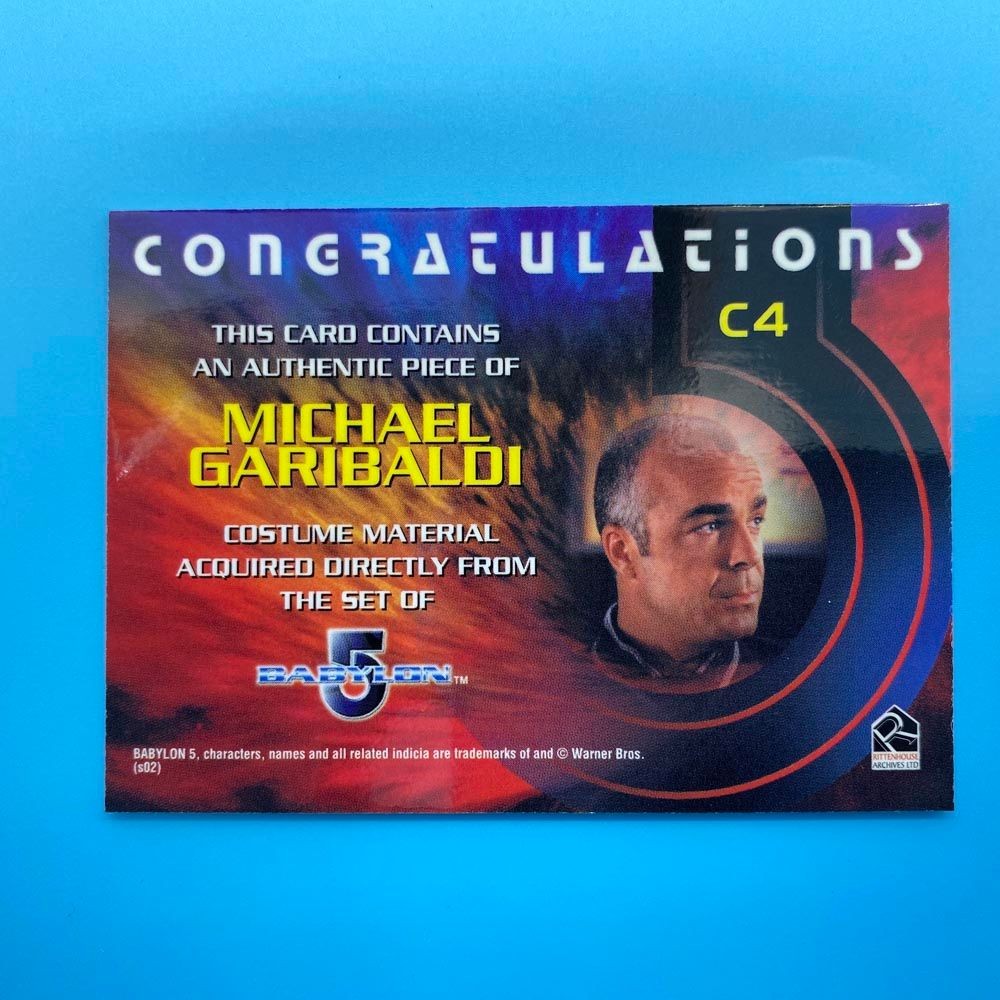 CONGRATULATIONS
C4
THIS CARD CONTAINS
AN AUTHENTIC PIECE OF
MICHAEL
GARIBALDI
COSTUME MATERIAL
ACQUIRED DIRECTLY FROM
THE SET OF
BABYLON 5 ™
BABYLON 5, characters, names and all related indicia are trademarks of and © Warner Bros.
(s02)
RITTENHOUSE
ARCHIVES LTD